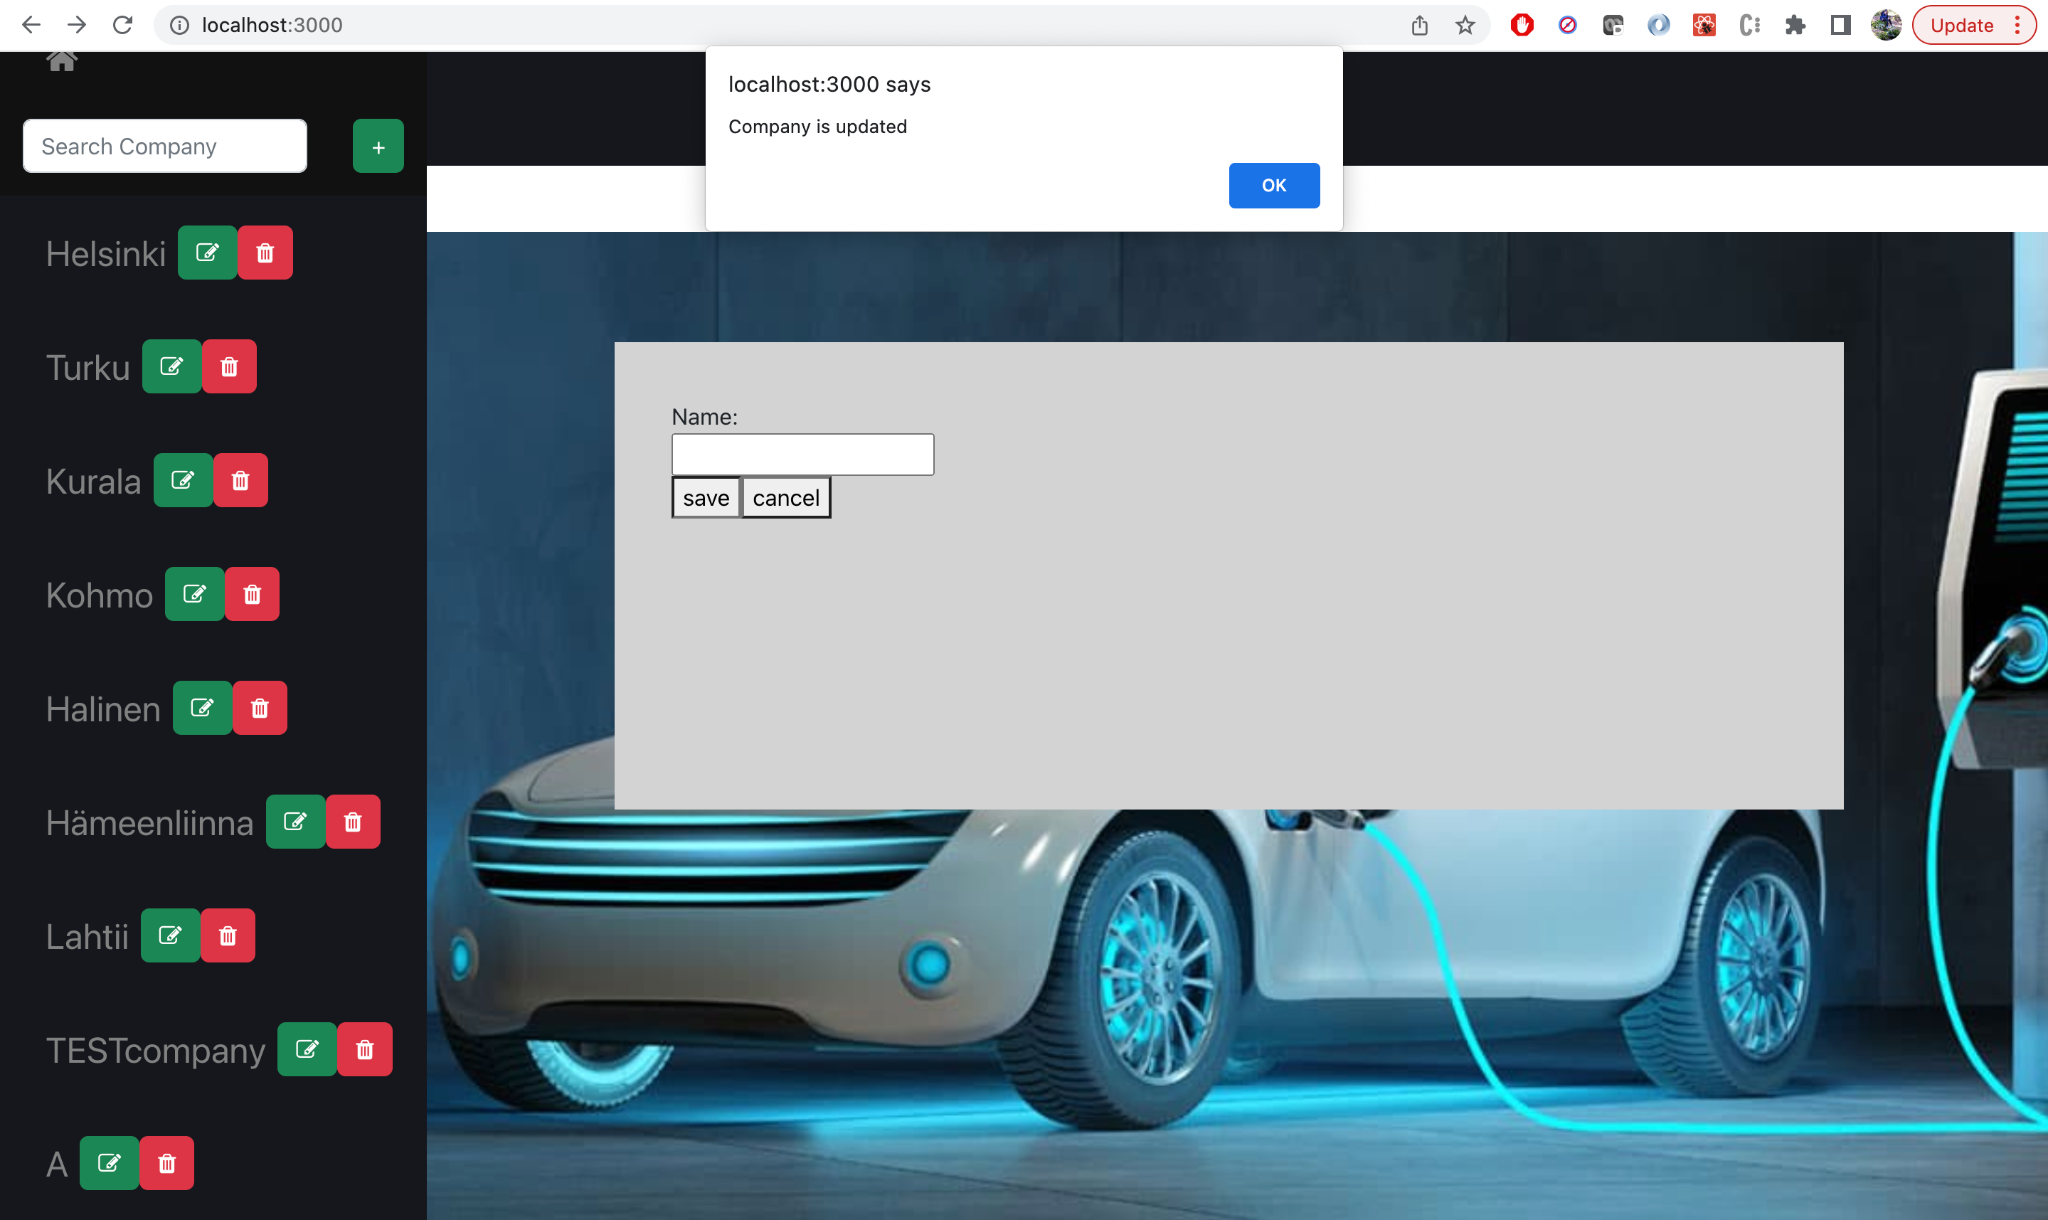 localhost:3000
Update
localhost:3000 says
Company is updated
OK
Search Company
+
Helsinki
Turku
Kurala
Kohmo
Halinen
Hämeenliinna
Lahtii
TESTcompany
A
Name:
save cancel